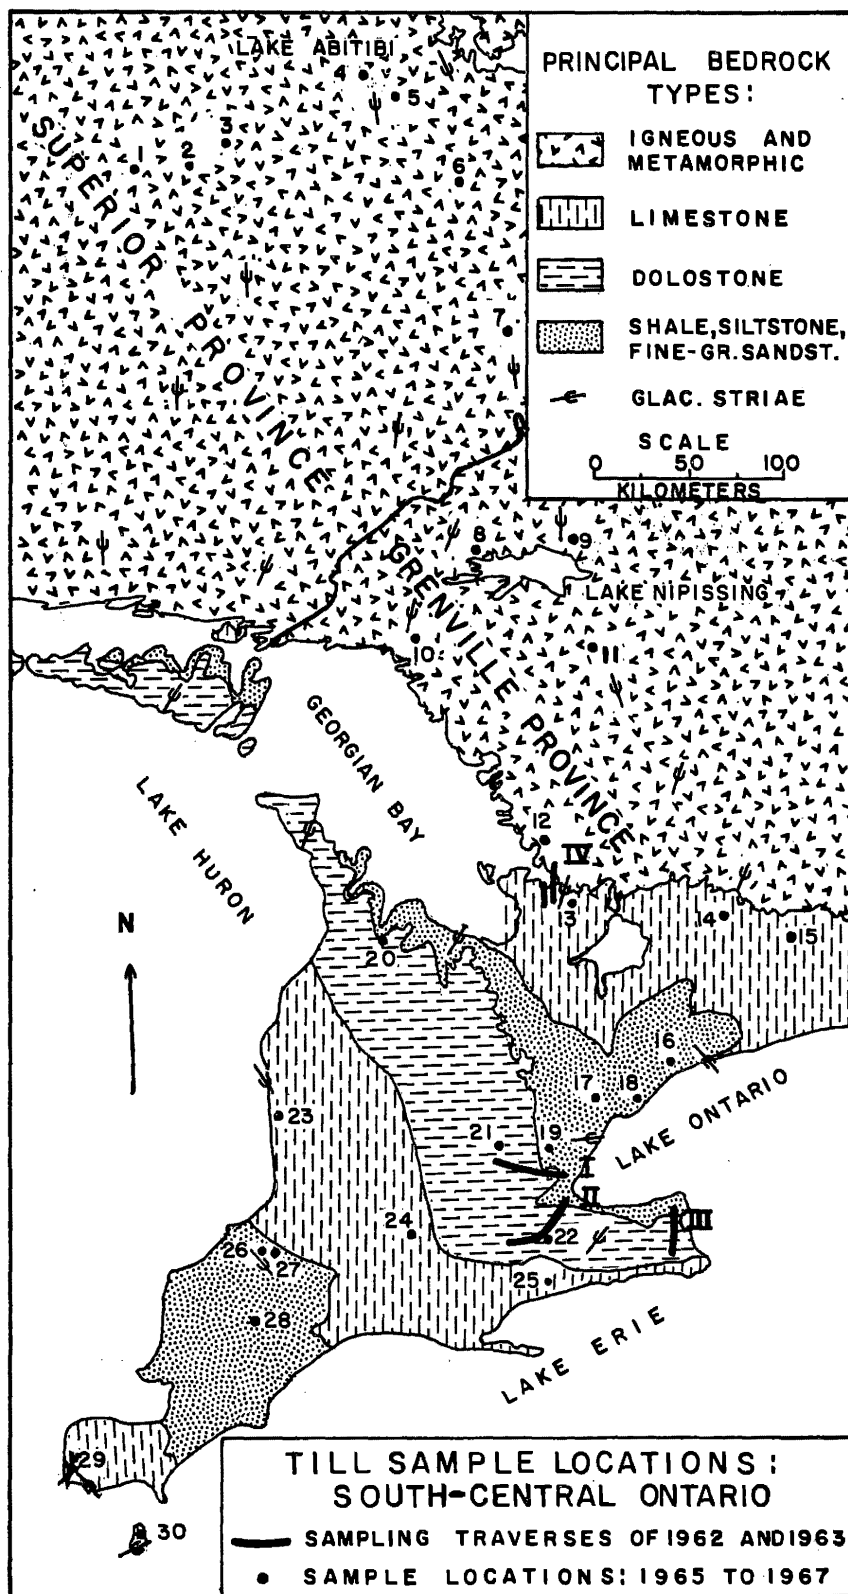 LAKE ABITIBI
PRINCIPAL BEDROCK
TYPES:
IGNEOUS AND
METAMORPHIC
LIMESTONE
DOLOSTONE
SHALE, SILTSTONE,
FINE-GR. SANDST.
GLAC. STRIAE
SCALE
0 50 100
KILOMETERS
4
5
3
2
1
6
SUPERIOR PROVINCE
7
8
9
GRENVILLE PROVINCE
LAKE NIPISSING
10
11
GEORGIAN BAY
LAKE HURON
12
IV
13
14
15
N
20
16
17
18
LAKE ONTARIO
23
21
19
I
II
III
24
22
26
27
25
28
LAKE ERIE
29
30
TILL SAMPLE LOCATIONS:
SOUTH-CENTRAL ONTARIO
SAMPLING TRAVERSES OF 1962 AND 1963
SAMPLE LOCATIONS: 1965 TO 1967